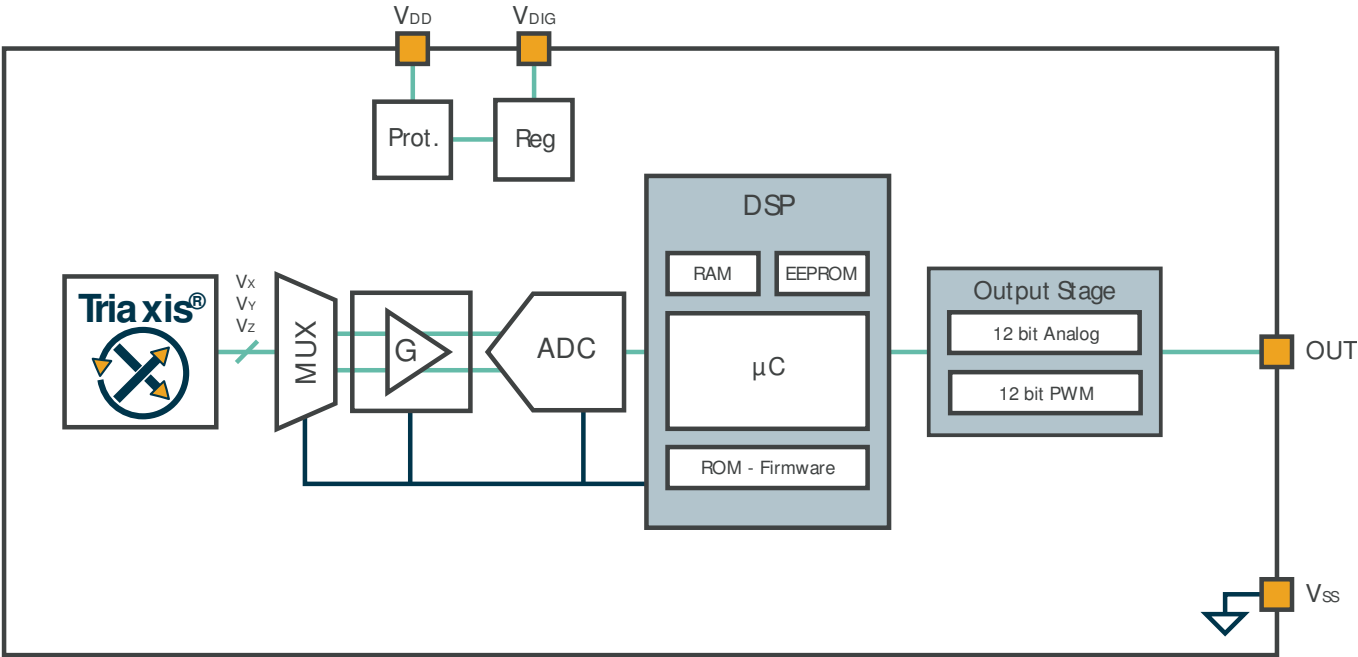 VDD
VDIG
Prot.
Reg
DSP
RAM
EEPROM
µC
ROM - Firmware
Triaxis®
VX
VY
VZ
MUX
G
ADC
Output Stage
12 bit Analog
12 bit PWM
OUT
VSS